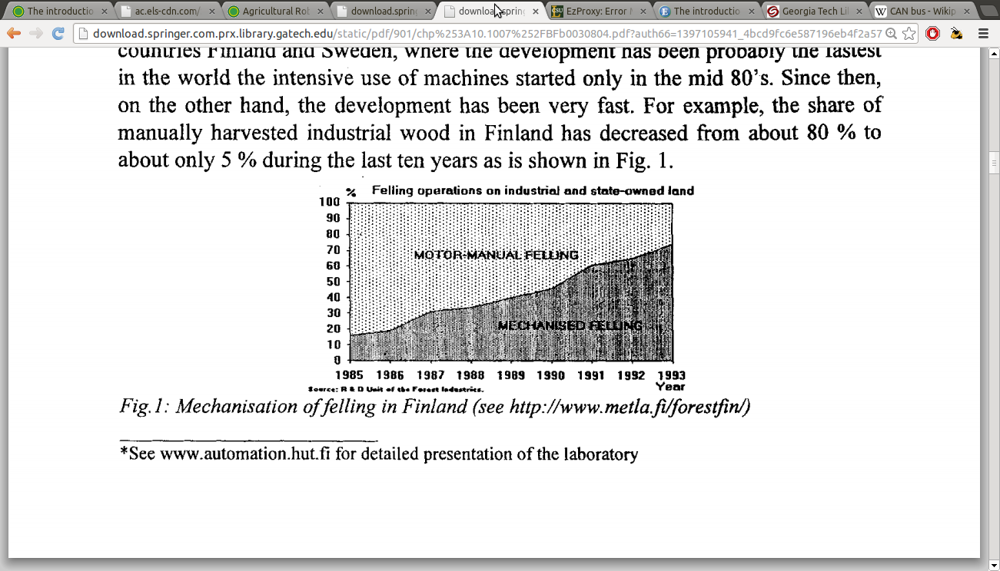 The introductio
ac.els-cdn.com/
Agricultural Rob
download.spring
download.spring
EzProxy: Error M
The introductio
Georgia Tech Li
CAN bus - Wikip
download.springer.com.prx.library.gatech.edu/static/pdf/901/chp%253A10.1007%252FBFb0030804.pdf?auth66=1397105941_4bcd9fc6e587196eb4f2a57
countries Finland and Sweden, where the development has been probably the fastest
in the world the intensive use of machines started only in the mid 80's. Since then,
on the other hand, the development has been very fast. For example, the share of
manually harvested industrial wood in Finland has decreased from about 80 % to
about only 5 % during the last ten years as is shown in Fig. 1.
% Felling operations on industrial and state-owned land
100
90
80
70
60
50
40
30
20
10
0
MOTOR-MANUAL FELLING
MECHANISED FELLING
1985 1986 1987 1988 1989 1990 1991 1992 1993
Year
Source: R & D Unit of the Forest Industries.
Fig.1: Mechanisation of felling in Finland (see http://www.metla.fi/forestfin/)
*See www.automation.hut.fi for detailed presentation of the laboratory